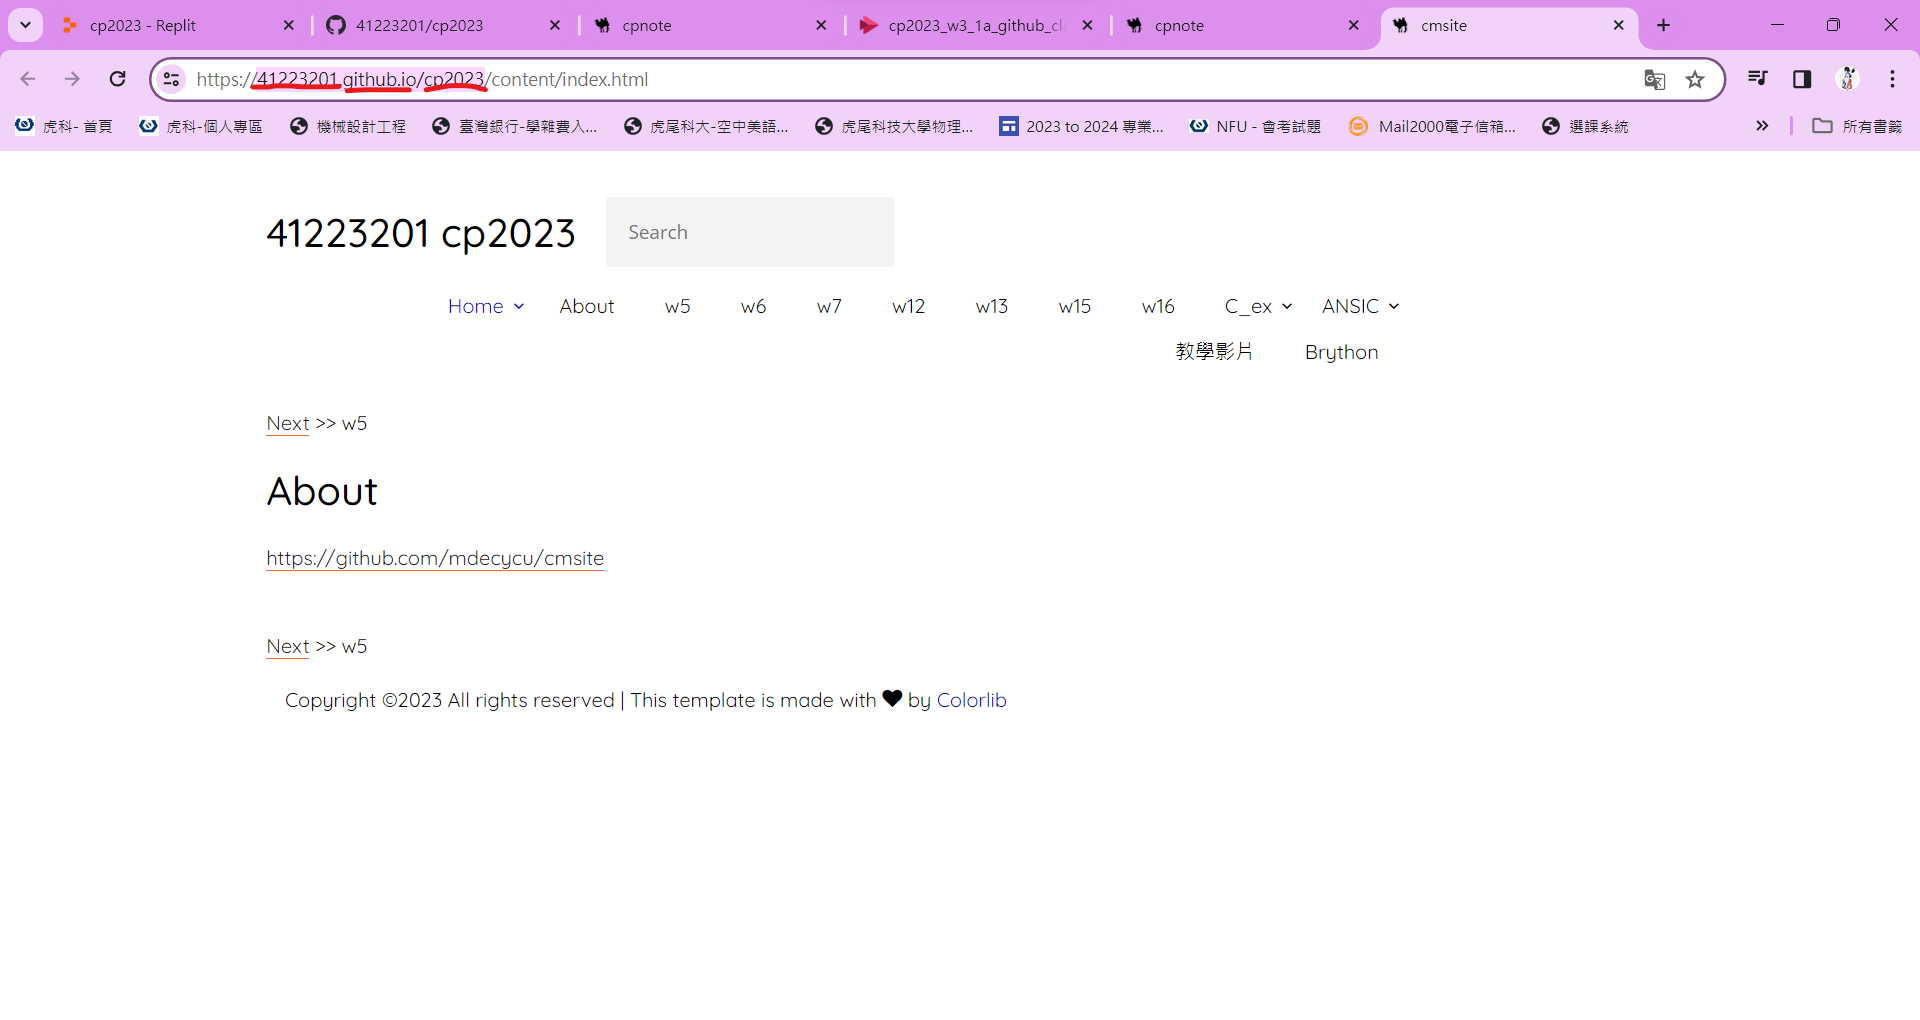 cp2023 - Replit
41223201/cp2023
cpnote
cp2023_w3_1a_github_cl
cpnote
cmsite
https://41223201.github.io/cp2023/content/index.html
虎科- 首頁
虎科-個人專區
機械設計工程
臺灣銀行-學雜費入...
虎尾科大-空中美語...
虎尾科技大學物理...
2023 to 2024 專業...
NFU - 會考試題
Mail2000電子信箱...
選課系統
所有書籤
41223201 cp2023
Search
Home About w5 w6 w7 w12 w13 w15 w16 C_ex ANSIC
教學影片 Brython
Next >> w5
About
https://github.com/mdecycu/cmsite
Next >> w5
Copyright ©2023 All rights reserved | This template is made with ♥ by Colorlib